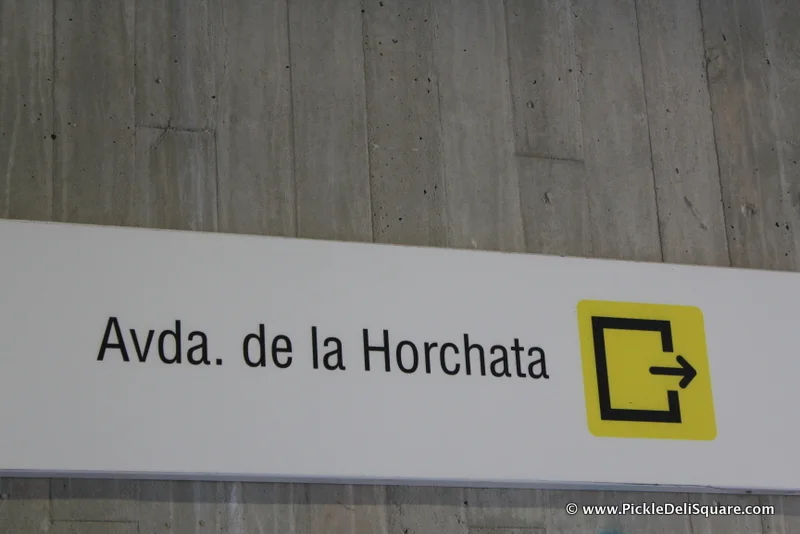 Avda. de la Horchata
© www.PickleDeliSquare.com